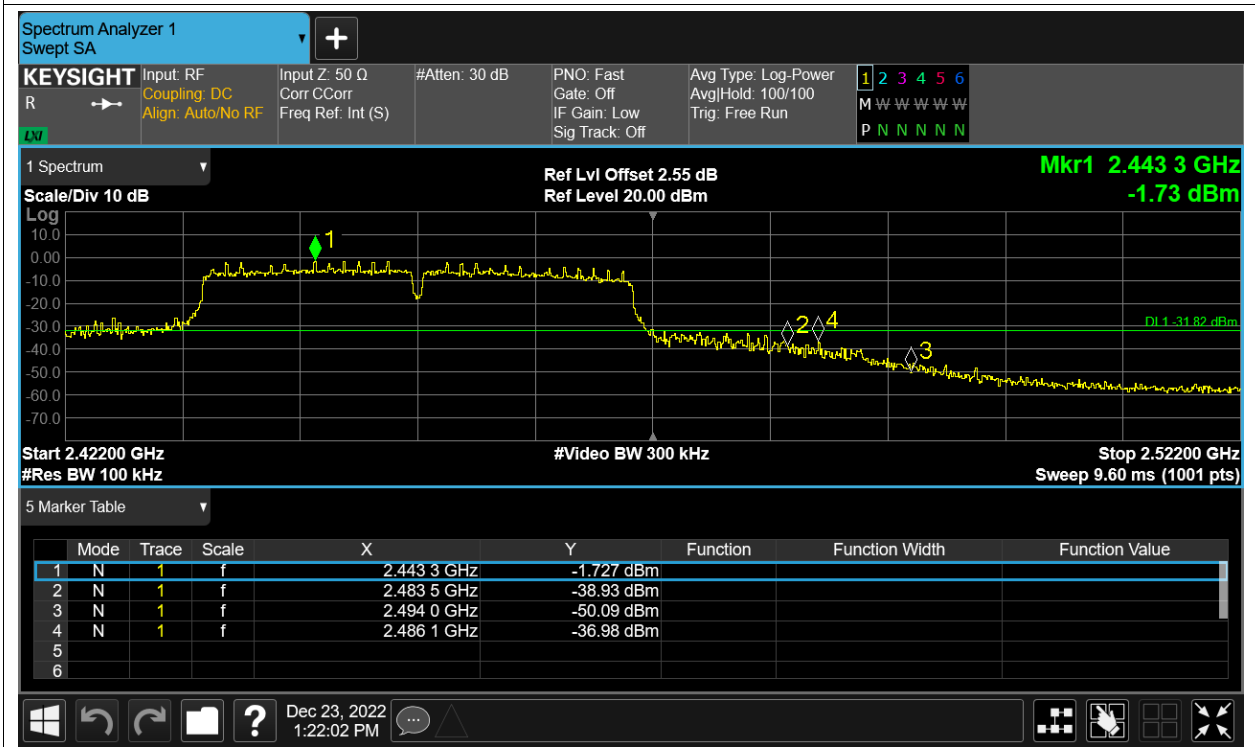 Spectrum Analyzer 1
Swept SA
+
KEYSIGHT Input: RF Input Z: 50 Ω #Atten: 30 dB PNO: Fast Avg Type: Log-Power 1 2 3 4 5 6
R Coupling: DC Corr CCorr Gate: Off Avg|Hold: 100/100 M W W W W W W
Align: Auto/No RF Freq Ref: Int (S) IF Gain: Low Trig: Free Run
LXI Sig Track: Off P N N N N N N
1 Spectrum Ref Lvl Offset 2.55 dB Mkr1 2.443 3 GHz
Scale/Div 10 dB Ref Level 20.00 dBm -1.73 dBm
Log
10.0
1
0.00
-10.0
-20.0
-30.0 2 4 DL1 -31.82 dBm
-40.0 3
-50.0
-60.0
-70.0
Start 2.42200 GHz #Video BW 300 kHz Stop 2.52200 GHz
#Res BW 100 kHz Sweep 9.60 ms (1001 pts)
5 Marker Table
Mode Trace Scale X Y Function Function Width Function Value
1 N 1 f 2.443 3 GHz -1.727 dBm
2 N 1 f 2.483 5 GHz -38.93 dBm
3 N 1 f 2.494 0 GHz -50.09 dBm
4 N 1 f 2.486 1 GHz -36.98 dBm
5
6
? Dec 23, 2022
1:22:02 PM